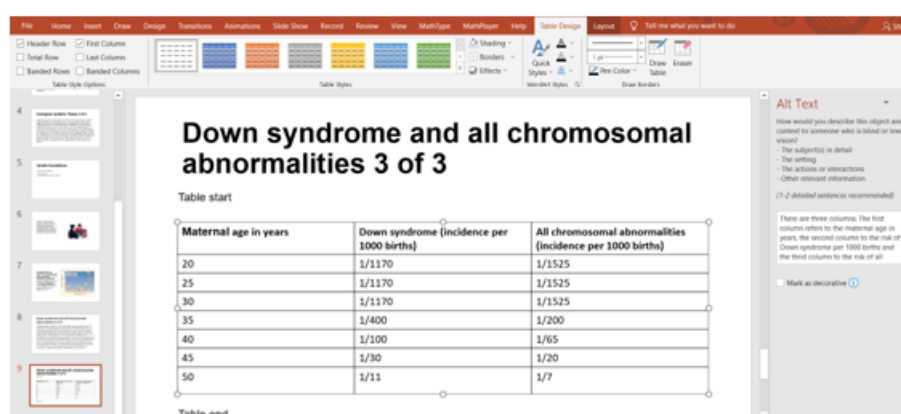 File Home Insert Draw Design Transitions Animations Slide Show Record Review View MathType MathPlayer Help Table Design Layout Tell me what you want to do
Header Row First Column
Total Row Last Column
Banded Rows Banded Columns
Table Style Options
Table Styles
Shading
Borders
Effects
Quick
Styles
WordArt Styles
1 pt
Pen Color
Draw
Table
Eraser
Draw Borders
4
5
6
7
8
9
Down syndrome and all chromosomal
abnormalities 3 of 3
Table start
Maternal age in years Down syndrome (incidence per
1000 births) All chromosomal abnormalities
(incidence per 1000 births)
20 1/1170 1/1525
25 1/1170 1/1525
30 1/1170 1/1525
35 1/400 1/200
40 1/100 1/65
45 1/30 1/20
50 1/11 1/7
Table end
Alt Text
How would you describe this object and
context to someone who is blind or low
vision?
- The subject(s) in detail
- The setting
- The actions or interactions
- Other relevant information
(1-2 detailed sentences recommended)
There are three columns. The first
column refers to the maternal age in
years, the second column to the risk of
Down syndrome per 1000 births and
the third column to the risk of all
Mark as decorative